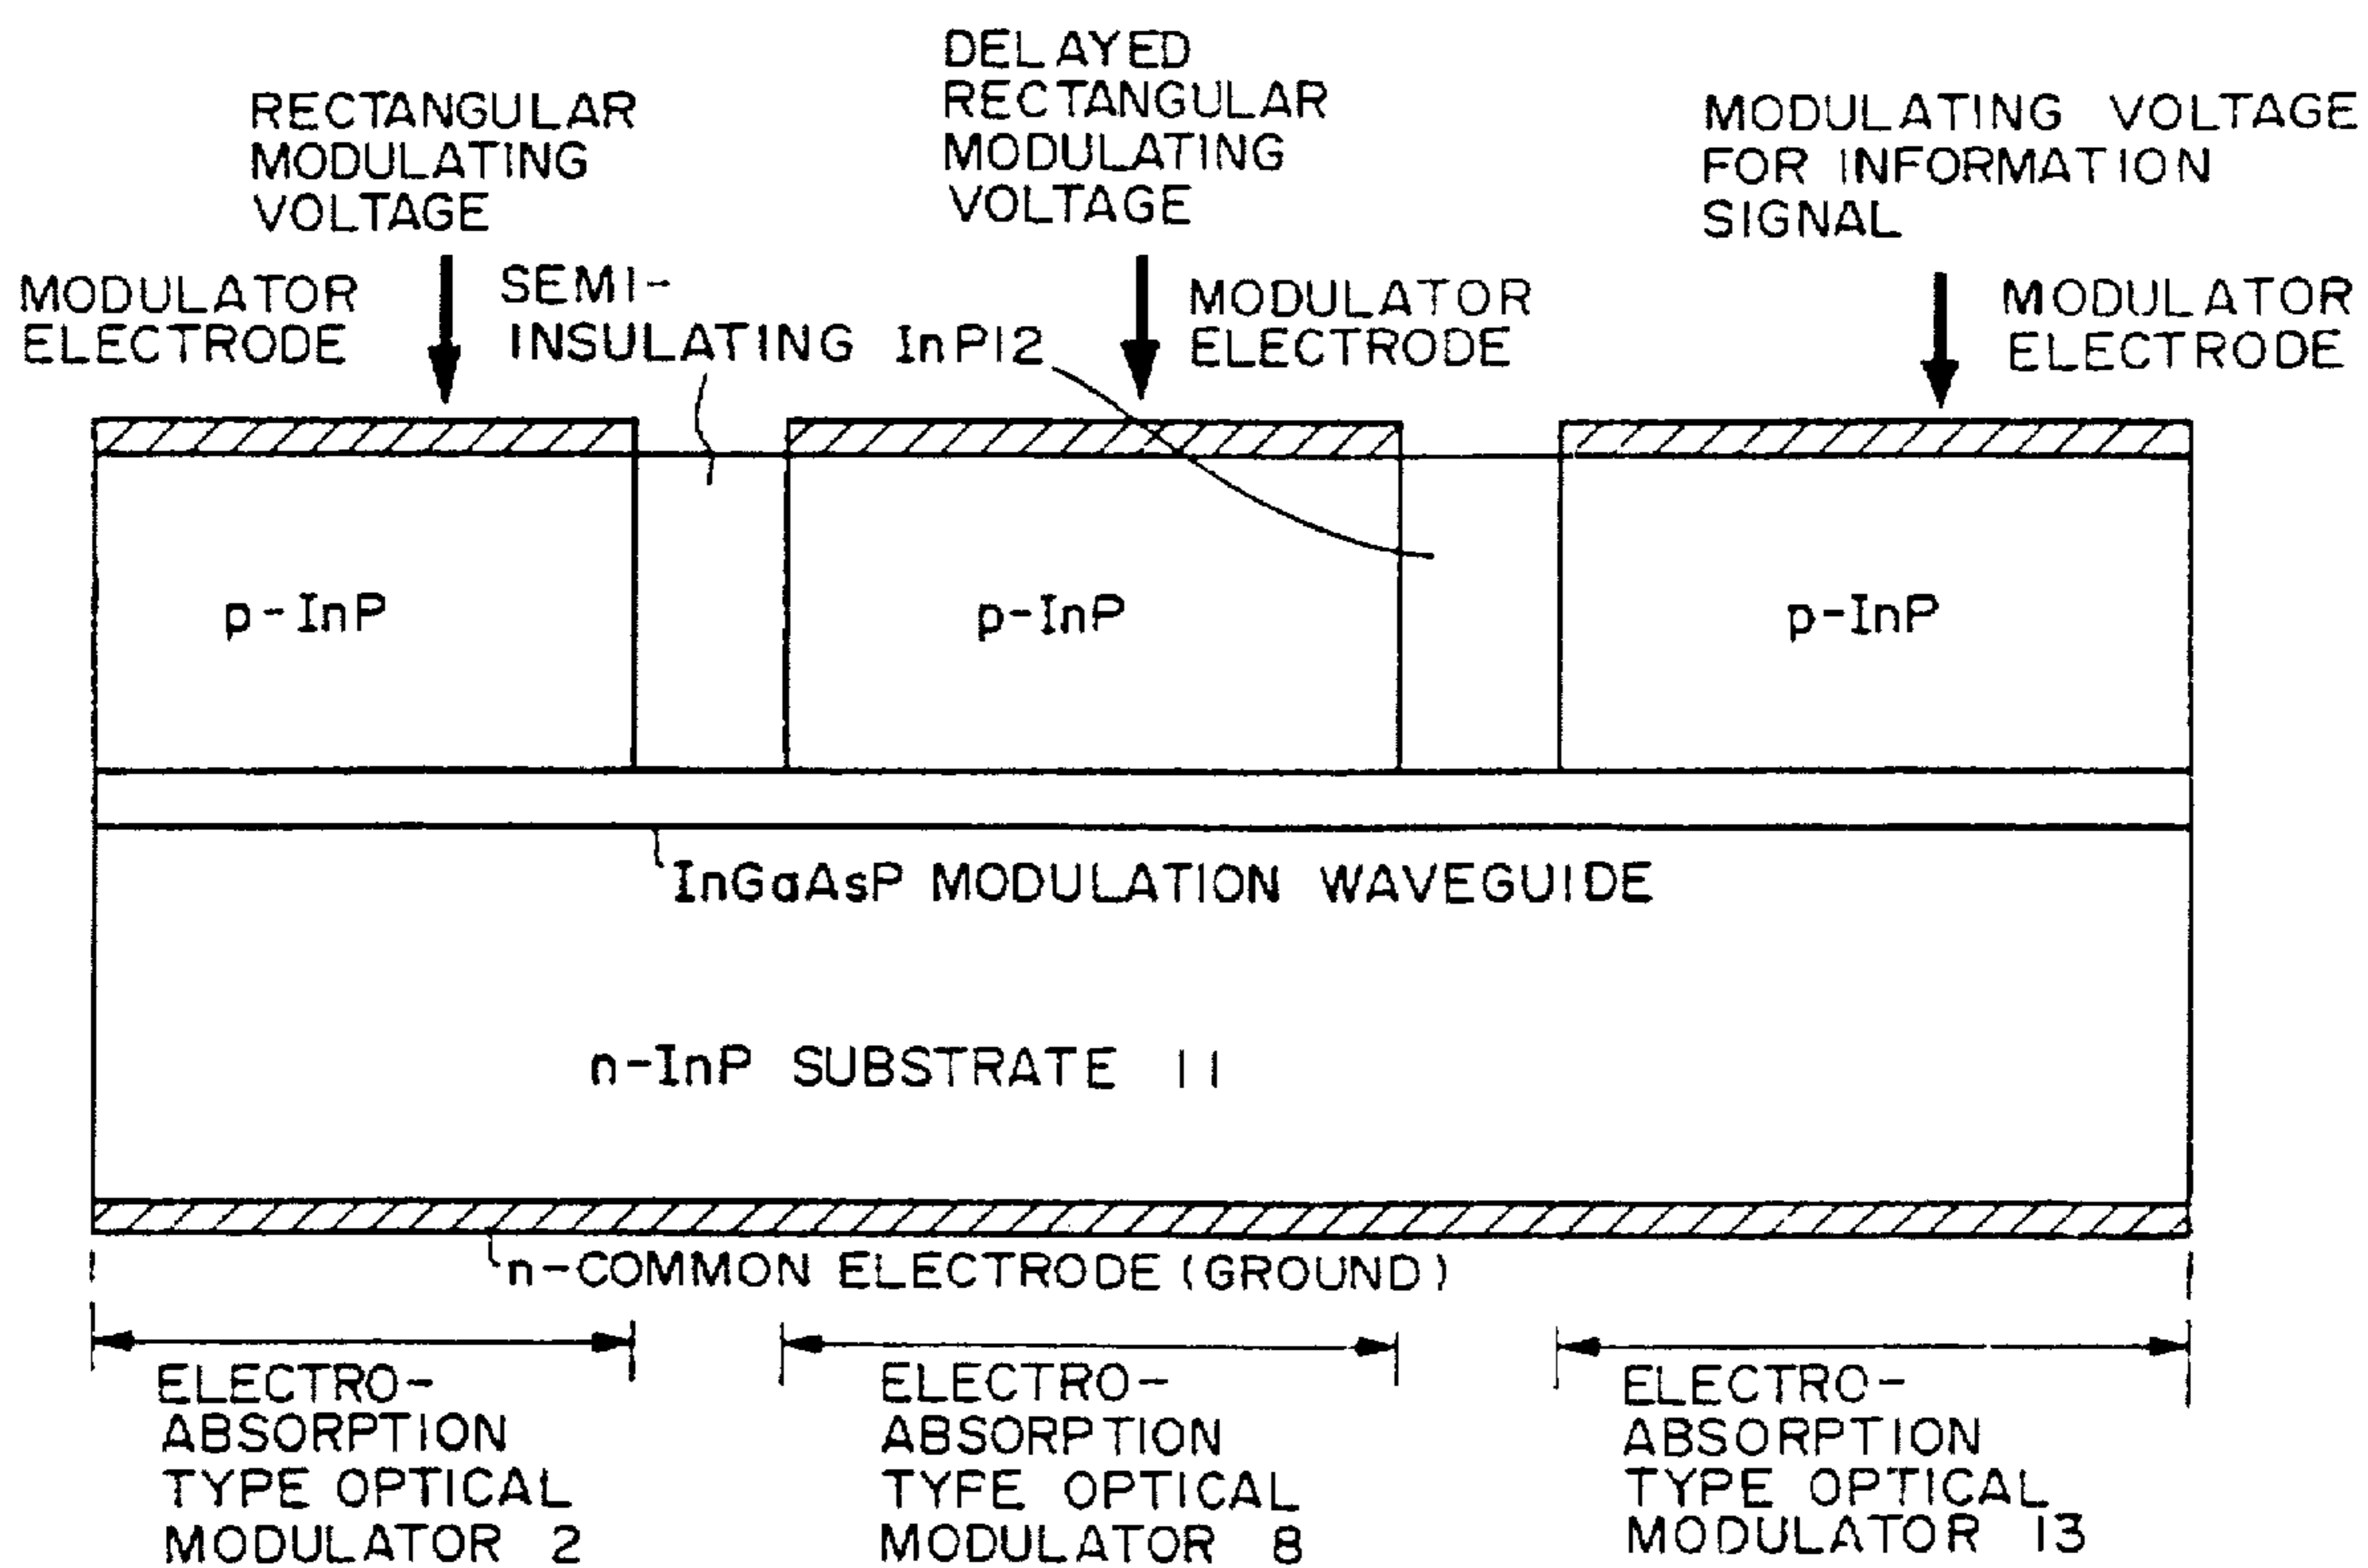 RECTANGULAR
MODULATING
VOLTAGE
DELAYED
RECTANGULAR
MODULATING
VOLTAGE
MODULATING VOLTAGE
FOR INFORMATION
SIGNAL
MODULATOR
ELECTRODE
SEMI-
INSULATING InP12
MODULATOR
ELECTRODE
MODULATOR
ELECTRODE
p-InP
p-InP
p-InP
InGaAsP MODULATION WAVEGUIDE
n-InP SUBSTRATE 11
n-COMMON ELECTRODE (GROUND)
ELECTRO-
ABSORPTION
TYPE OPTICAL
MODULATOR 2
ELECTRO-
ABSORPTION
TYPE OPTICAL
MODULATOR 8
ELECTRO-
ABSORPTION
TYPE OPTICAL
MODULATOR 13